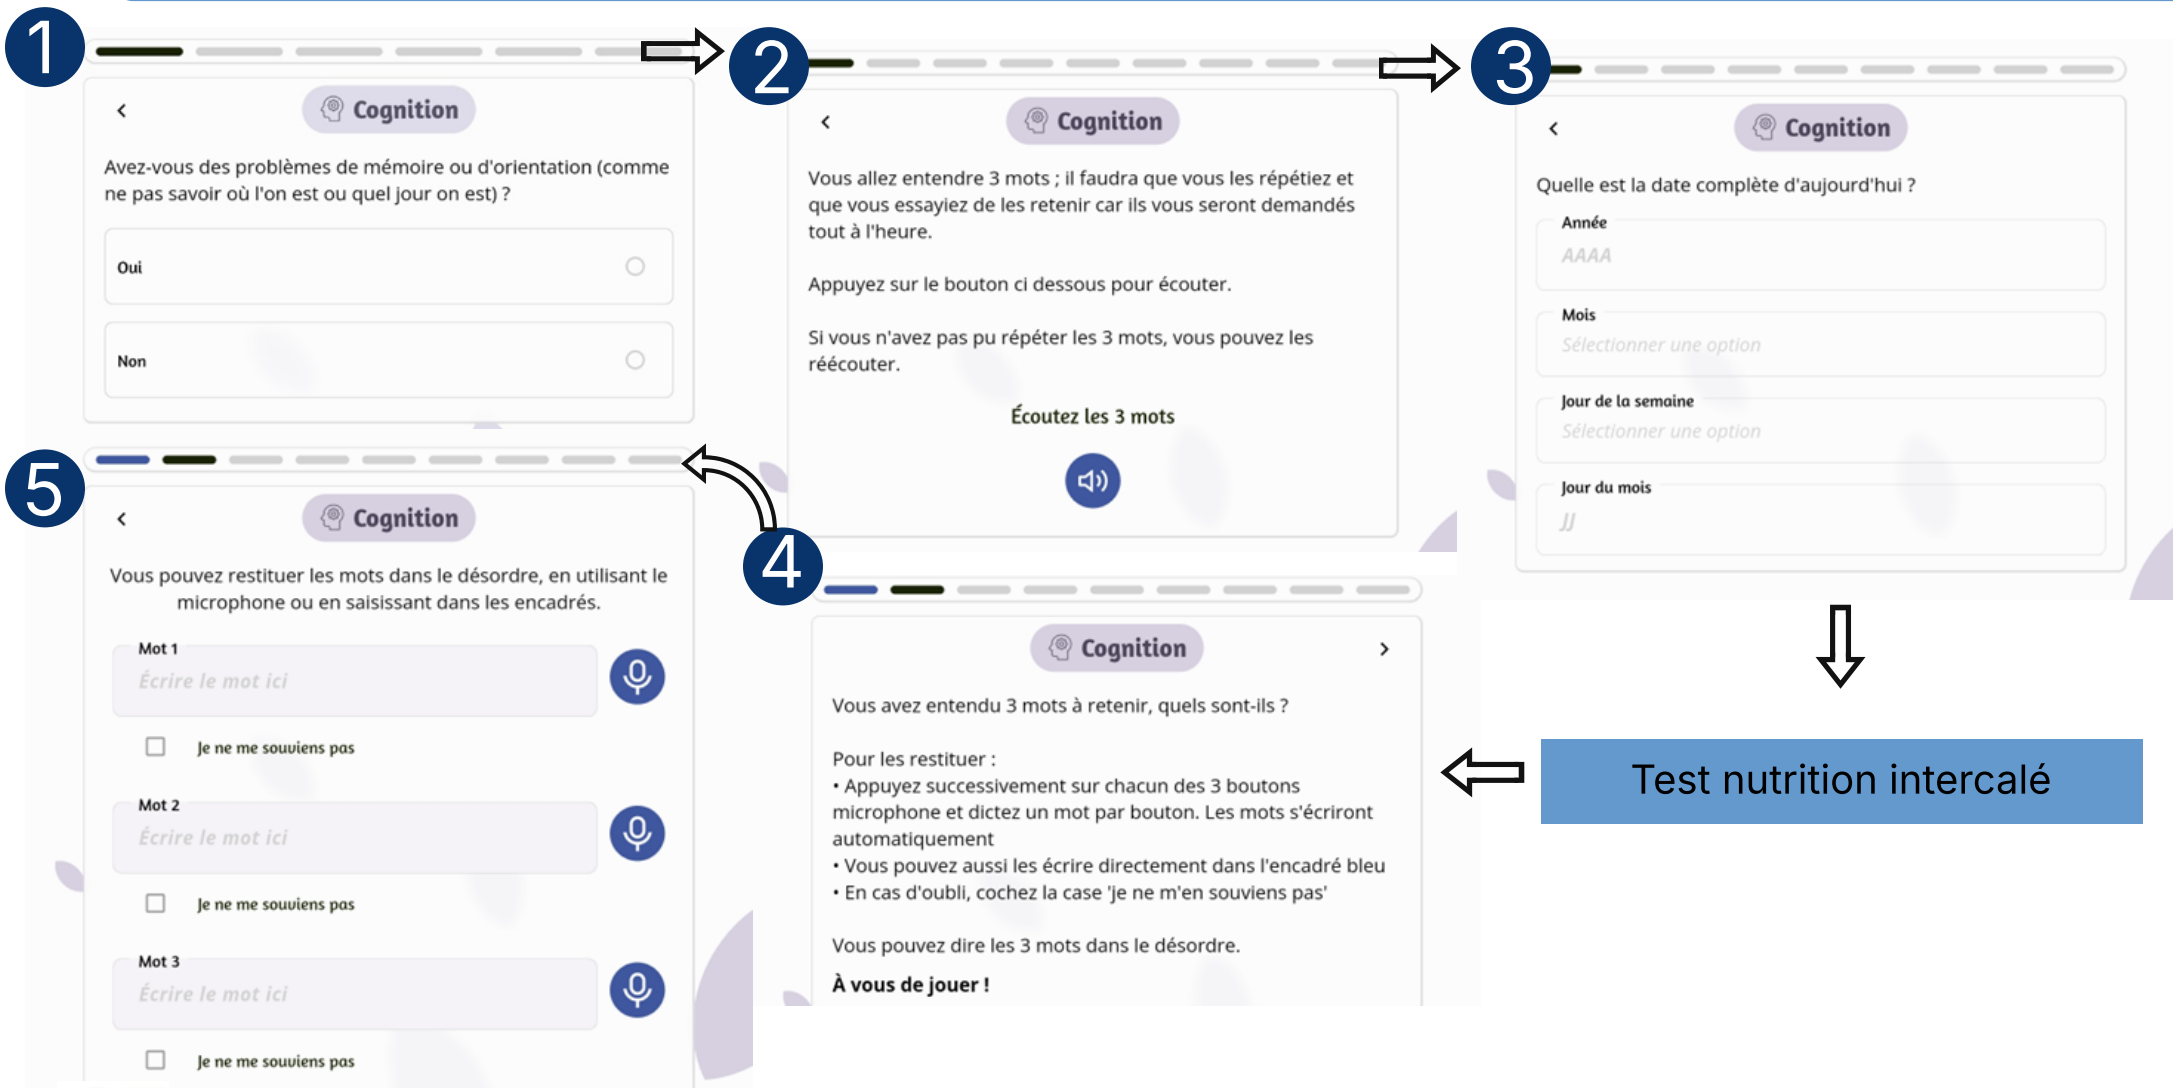 1
Cognition
Avez-vous des problèmes de mémoire ou d'orientation (comme
ne pas savoir où l'on est ou quel jour on est) ?
Oui
Non
2
Cognition
Vous allez entendre 3 mots ; il faudra que vous les répétiez et
que vous essayiez de les retenir car ils vous seront demandés
tout à l'heure.
Appuyez sur le bouton ci dessous pour écouter.
Si vous n'avez pas pu répéter les 3 mots, vous pouvez les
réécouter.
Écoutez les 3 mots
3
Cognition
Quelle est la date complète d'aujourd'hui ?
Année
AAAA
Mois
Sélectionner une option
Jour de la semaine
Sélectionner une option
Jour du mois
JJ
Test nutrition intercalé
4
Cognition
Vous avez entendu 3 mots à retenir, quels sont-ils ?
Pour les restituer :
• Appuyez successivement sur chacun des 3 boutons
microphone et dictez un mot par bouton. Les mots s'écriront
automatiquement
• Vous pouvez aussi les écrire directement dans l'encadré bleu
• En cas d'oubli, cochez la case 'je ne m'en souviens pas'
Vous pouvez dire les 3 mots dans le désordre.
À vous de jouer !
5
Cognition
Vous pouvez restituer les mots dans le désordre, en utilisant le
microphone ou en saisissant dans les encadrés.
Mot 1
Écrire le mot ici
Je ne me souviens pas
Mot 2
Écrire le mot ici
Je ne me souviens pas
Mot 3
Écrire le mot ici
Je ne me souviens pas